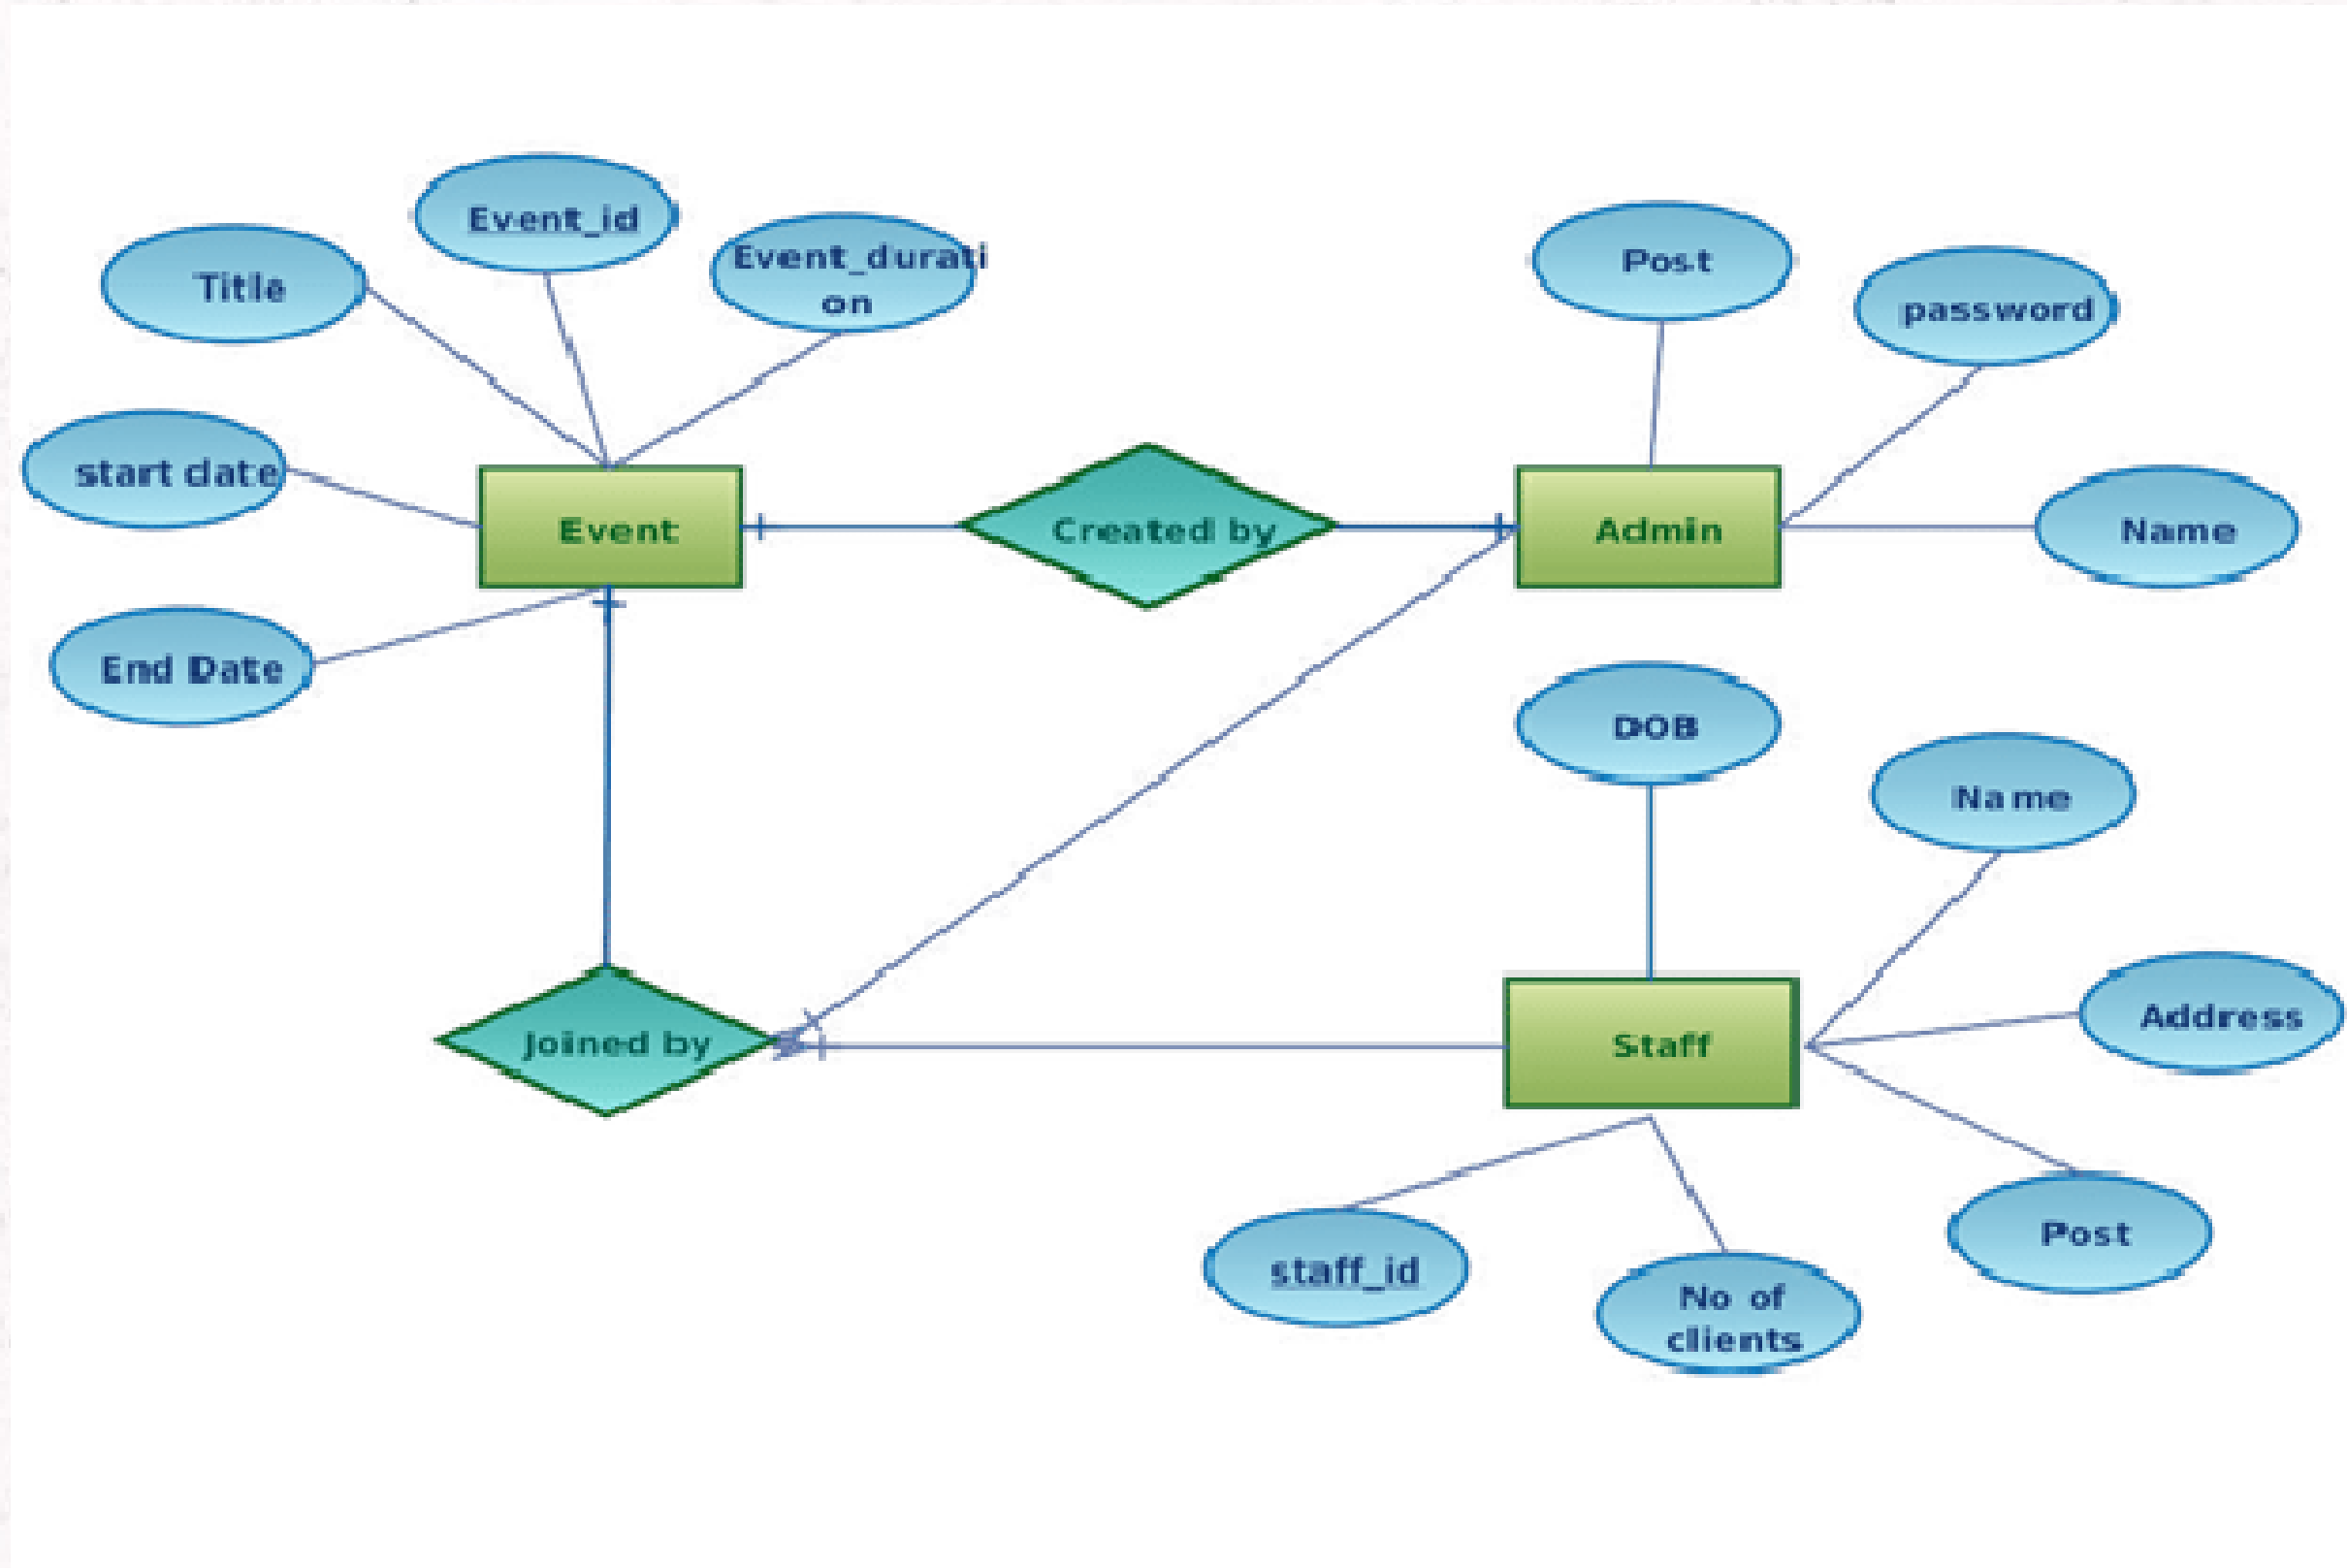 Event_id
Title
Event_durati
on
Post
password
start date
Event
Created by
Admin
Name
End Date
DOB
Name
Address
Joined by
Staff
Post
staff_id
No of
clients